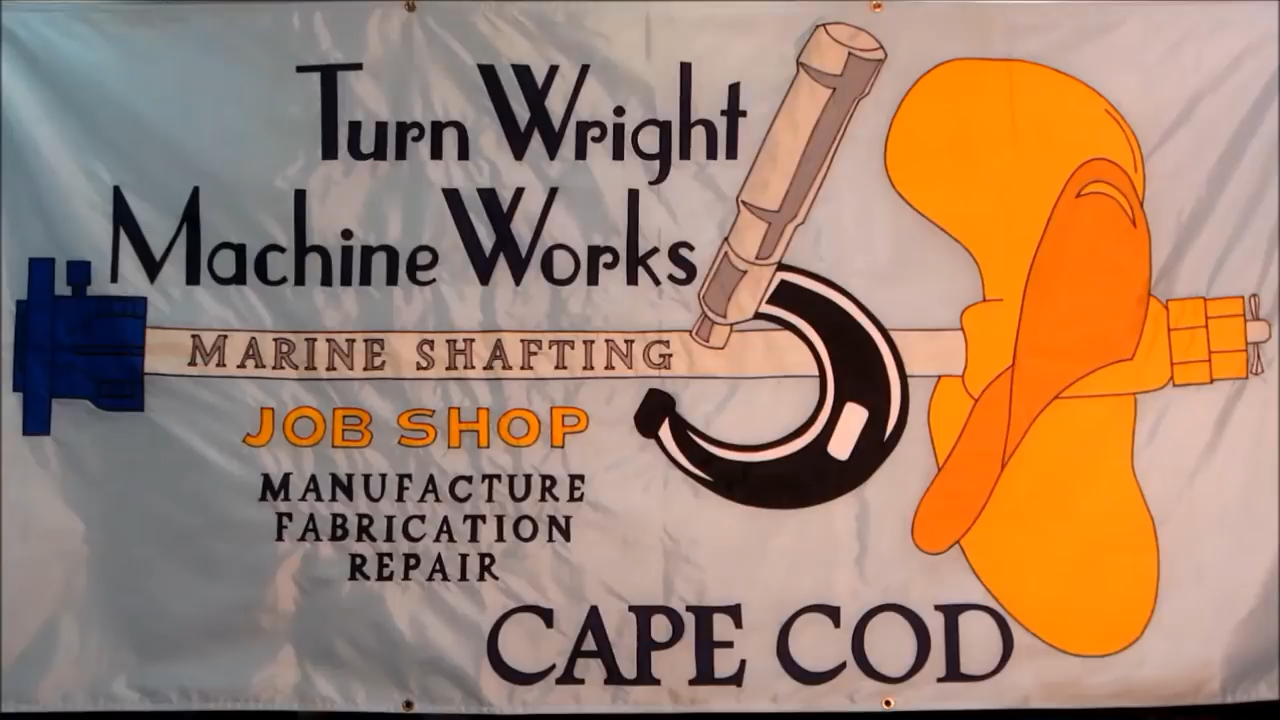 Turn Wright
Machine Works
MARINE SHAFTING
JOB SHOP
MANUFACTURE
FABRICATION
REPAIR
CAPE COD